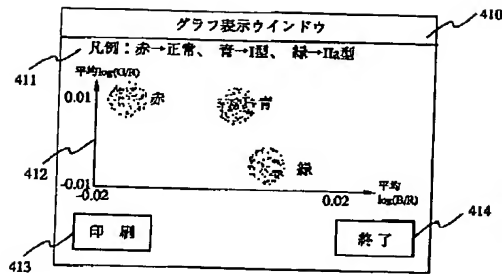 グラフ表示ウインドウ
410
凡例：赤→正常、 青→I型、 緑→IIa型
411
平均log(G/R)
0.01
赤
青
412
緑
-0.01
-0.02
0.02
平均
log(B/R)
印 刷
終 了
413
414